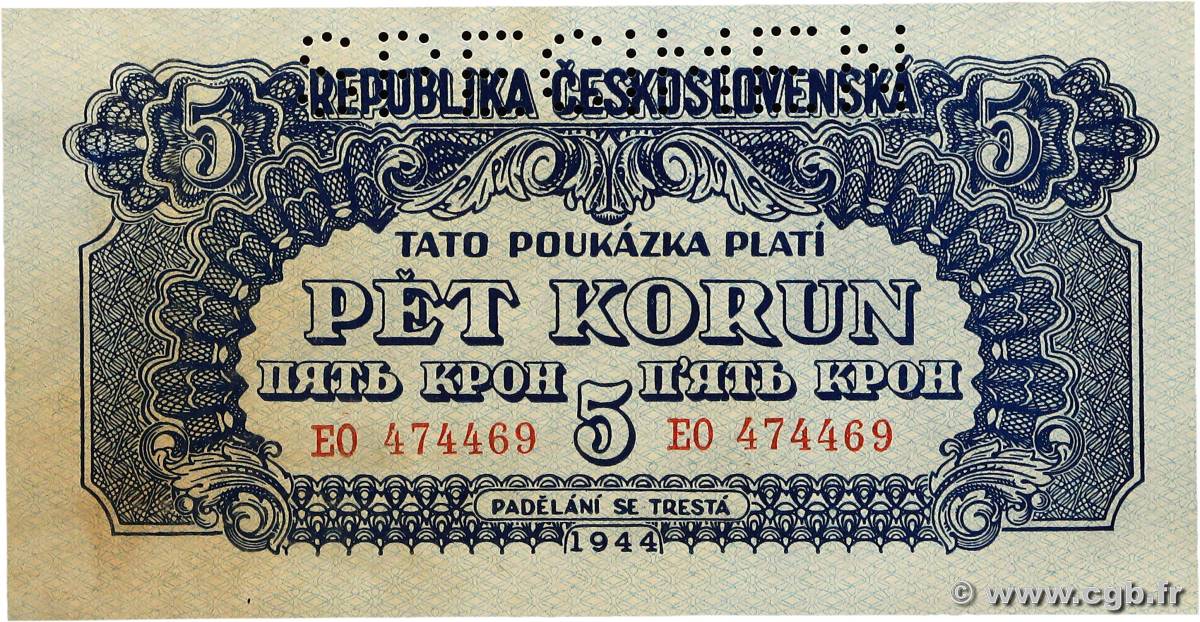 SPECIMEN
REPUBLIKA ČESKOSLOVENSKÁ
5 5
TATO POUKÁZKA PLATÍ
PĚT KORUN
ПЯТЬ КРОН П'ЯТЬ КРОН
5
EO 474469 EO 474469
PADĚLÁNÍ SE TRESTÁ
1944
© www.cgb.fr